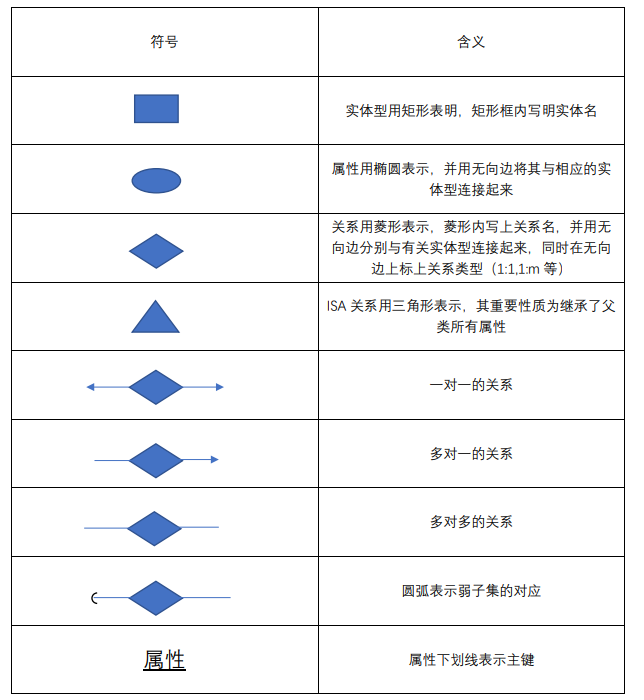 符号
含义
实体型用矩形表明，矩形框内写明实体名
属性用椭圆表示，并用无向边将其与相应的实
体型连接起来
关系用菱形表示，菱形内写上关系名，并用无
向边分别与有关实体型连接起来，同时在无向
边上标上关系类型（1:1,1:m 等）
ISA 关系用三角形表示，其重要性质为继承了父
类所有属性
一对一的关系
多对一的关系
多对多的关系
圆弧表示弱子集的对应
属性
属性下划线表示主键